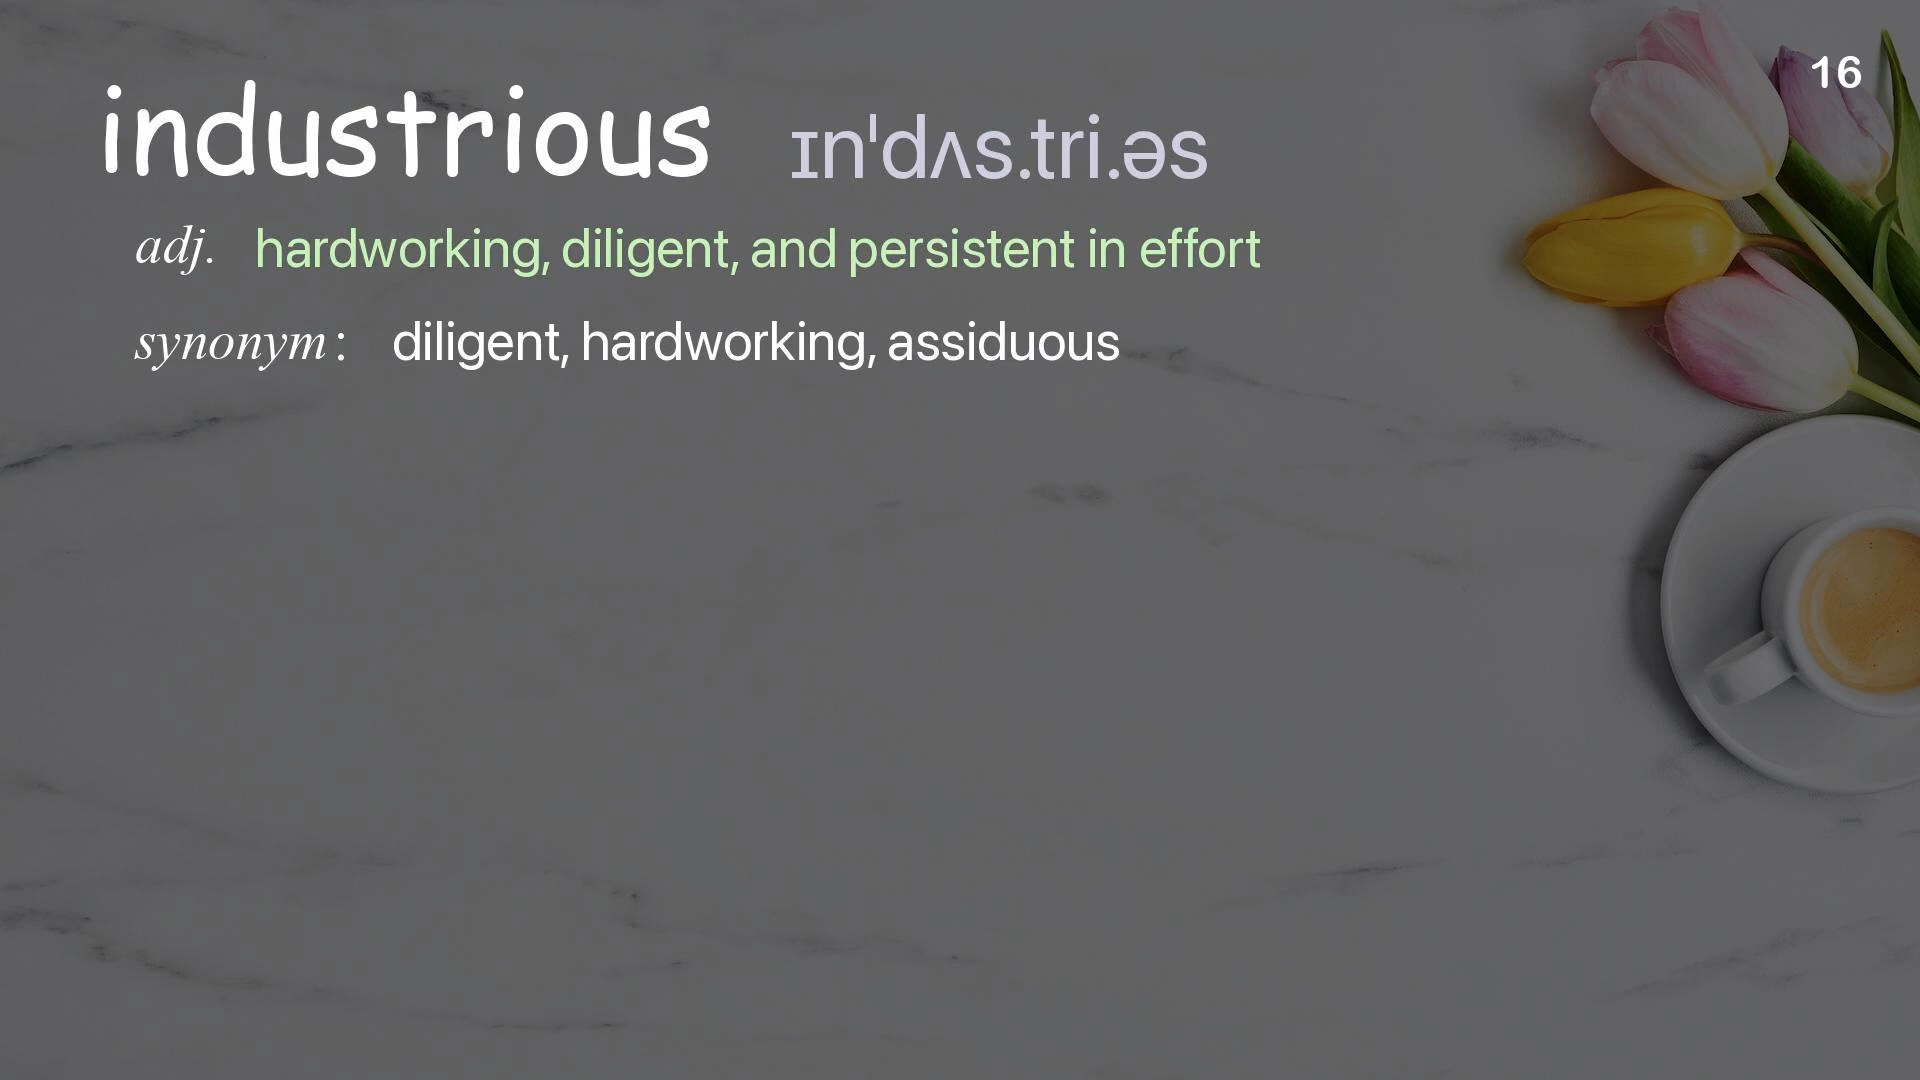 16
industrious ɪnˈdʌs.tri.əs
adj. hardworking, diligent, and persistent in effort
synonym: diligent, hardworking, assiduous